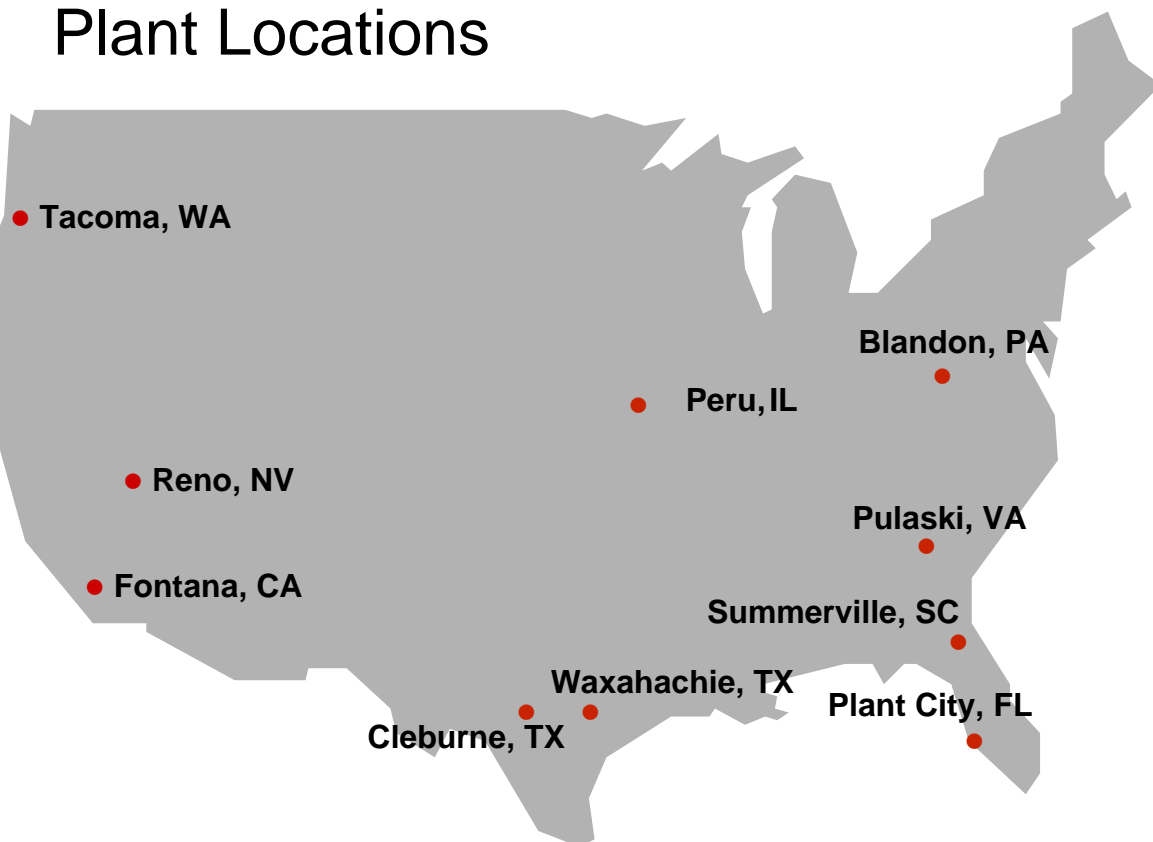 Plant Locations
Tacoma, WA
Blandon, PA
Peru, IL
Reno, NV
Pulaski, VA
Fontana, CA
Summerville, SC
Waxahachie, TX
Plant City, FL
Cleburne, TX